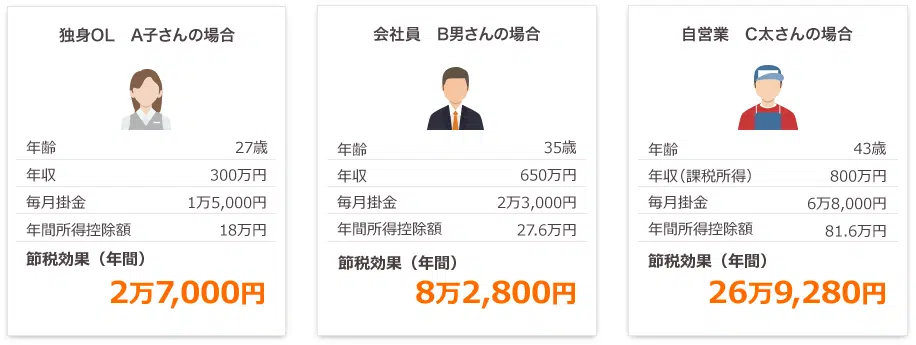 独身OL A子さんの場合
年齢 27歳
年収 300万円
毎月掛金 1万5,000円
年間所得控除額 18万円
節税効果（年間）
2万7,000円
会社員 B男さんの場合
年齢 35歳
年収 650万円
毎月掛金 2万3,000円
年間所得控除額 27.6万円
節税効果（年間）
8万2,800円
自営業 C太さんの場合
年齢 43歳
年収（課税所得） 800万円
毎月掛金 6万8,000円
年間所得控除額 81.6万円
節税効果（年間）
26万9,280円